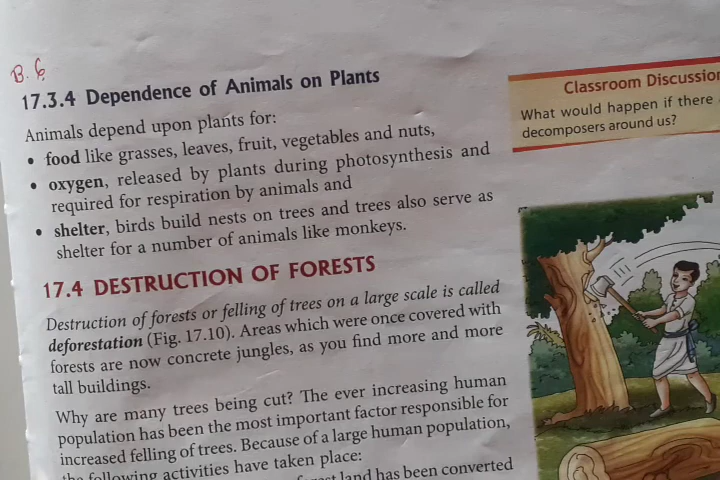 B. 6
17.3.4 Dependence of Animals on Plants
Animals depend upon plants for:
• food like grasses, leaves, fruit, vegetables and nuts,
• oxygen, released by plants during photosynthesis and
required for respiration by animals and
• shelter, birds build nests on trees and trees also serve as
shelter for a number of animals like monkeys.
17.4 DESTRUCTION OF FORESTS
Destruction of forests or felling of trees on a large scale is called
deforestation (Fig. 17.10). Areas which were once covered with
forests are now concrete jungles, as you find more and more
tall buildings.
Why are many trees being cut? The ever increasing human
population has been the most important factor responsible for
increased felling of trees. Because of a large human population,
the following activities have taken place:
forest land has been converted
Classroom Discussion
What would happen if there
decomposers around us?